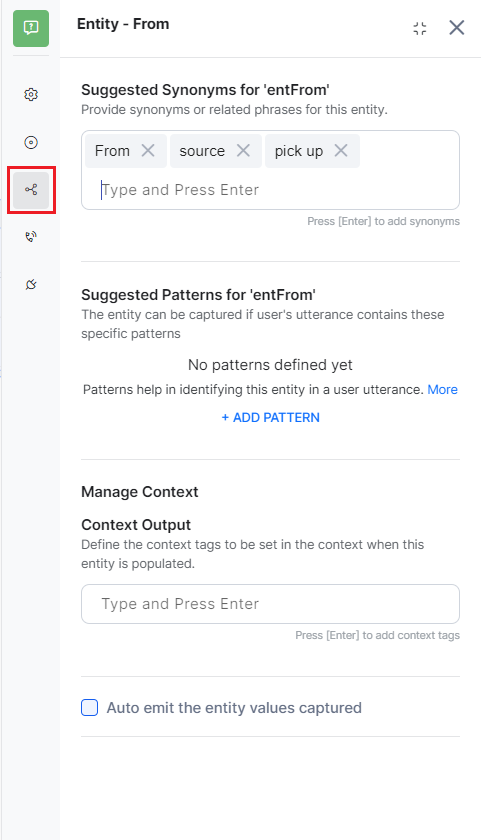 Entity - From
Suggested Synonyms for 'entFrom'
Provide synonyms or related phrases for this entity.
From
source
pick up
Type and Press Enter
Press [Enter] to add synonyms
Suggested Patterns for 'entFrom'
The entity can be captured if user's utterance contains these
specific patterns
No patterns defined yet
Patterns help in identifying this entity in a user utterance. More
+ ADD PATTERN
Manage Context
Context Output
Define the context tags to be set in the context when this
entity is populated.
Type and Press Enter
Press [Enter] to add context tags
Auto emit the entity values captured